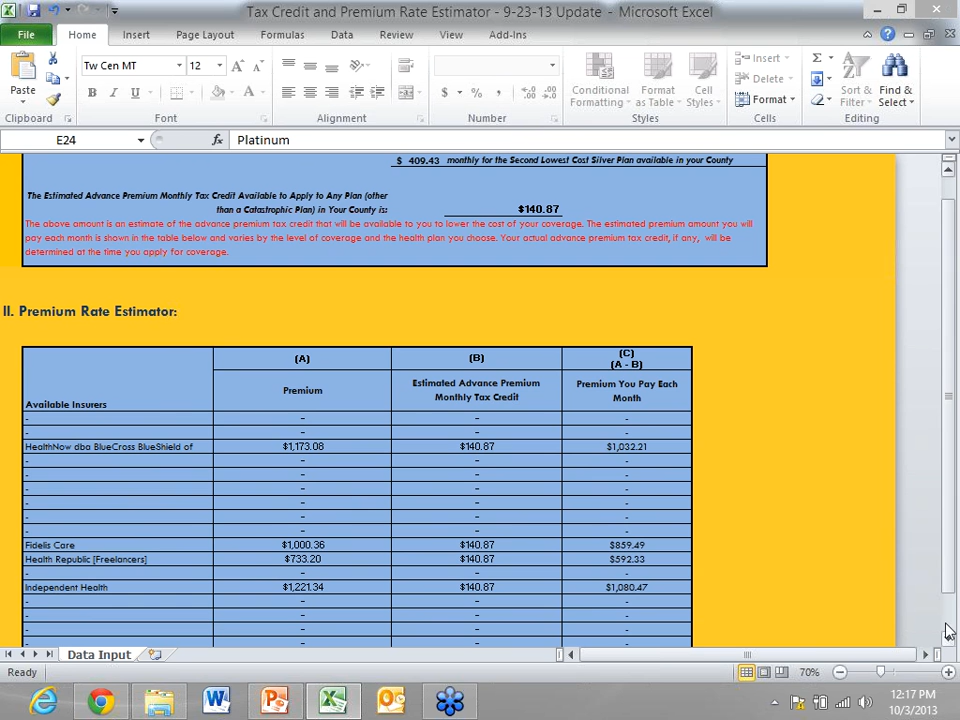 Tax Credit and Premium Rate Estimator - 9-23-13 Update - Microsoft Excel
File Home Insert Page Layout Formulas Data Review View Add-Ins
Paste
Clipboard
Tw Cen MT 12
B I U
Font
Alignment
$ % ,
Number
Conditional Formatting
Format as Table
Cell Styles
Styles
Insert
Delete
Format
Cells
Sort & Filter
Find & Select
Editing
E24 fx Platinum
$ 409.43 monthly for the Second Lowest Cost Silver Plan available in your County
The Estimated Advance Premium Monthly Tax Credit Available to Apply to Any Plan (other
than a Catastrophic Plan) in Your County is: $140.87
The above amount is an estimate of the advance premium tax credit that will be available to you to lower the cost of your coverage. The estimated premium amount you will
pay each month is shown in the table below and varies by the level of coverage and the health plan you choose. Your actual advance premium tax credit, if any, will be
determined at the time you apply for coverage.
II. Premium Rate Estimator:
(A) (B) (C)
(A - B)
Available Insurers Premium Estimated Advance Premium Monthly Tax Credit Premium You Pay Each Month
- - - -
- - - -
HealthNow dba BlueCross BlueShield of $1,173.08 $140.87 $1,032.21
- - - -
- - - -
- - - -
- - - -
- - - -
- - - -
Fidelis Care $1,000.36 $140.87 $859.49
Health Republic [Freelancers] $733.20 $140.87 $592.33
- - - -
Independent Health $1,221.34 $140.87 $1,080.47
- - - -
- - - -
- - - -
- - - -
Data Input
Ready 70%
12:17 PM
10/3/2013